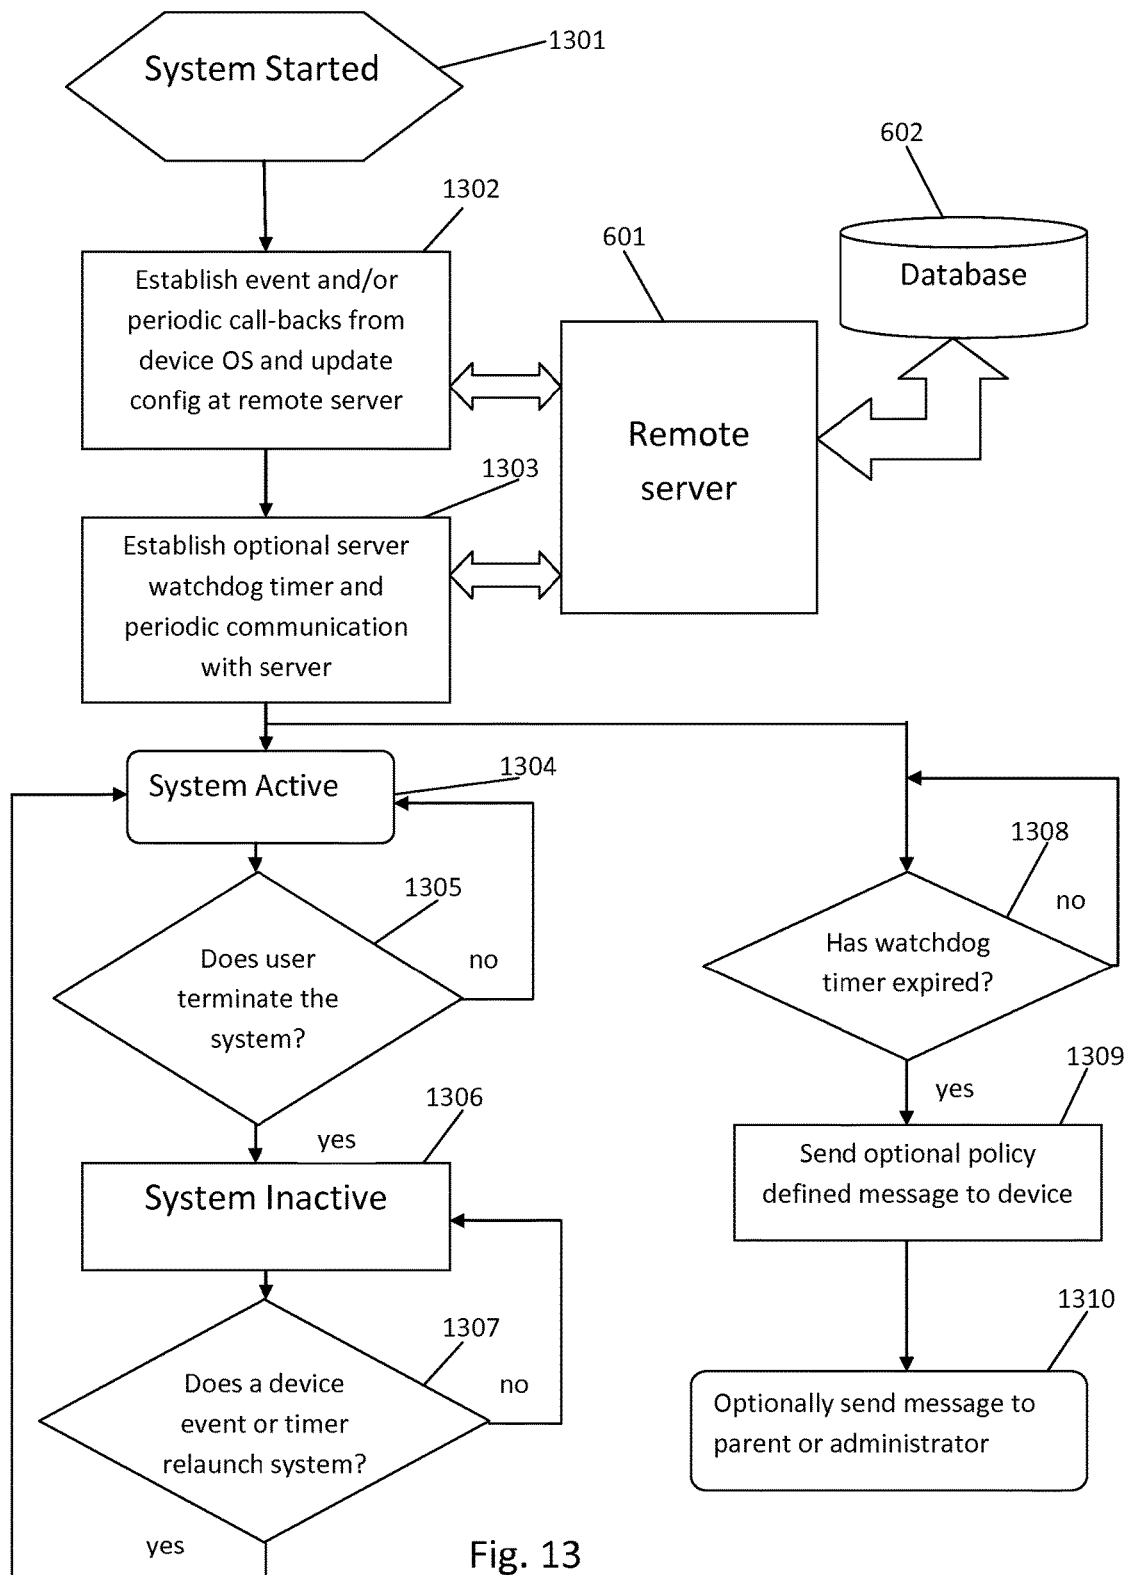 System Started
1301
602
1302
601
Database
Establish event and/or
periodic call-backs from
device OS and update
config at remote server
Remote
server
1303
Establish optional server
watchdog timer and
periodic communication
with server
System Active
1304
1308
1305
no
Has watchdog
timer expired?
Does user
terminate the
system?
no
1309
yes
1306
yes
Send optional policy
defined message to device
System Inactive
1310
1307
no
Does a device
event or timer
relaunch system?
Optionally send message to
parent or administrator
yes
Fig. 13